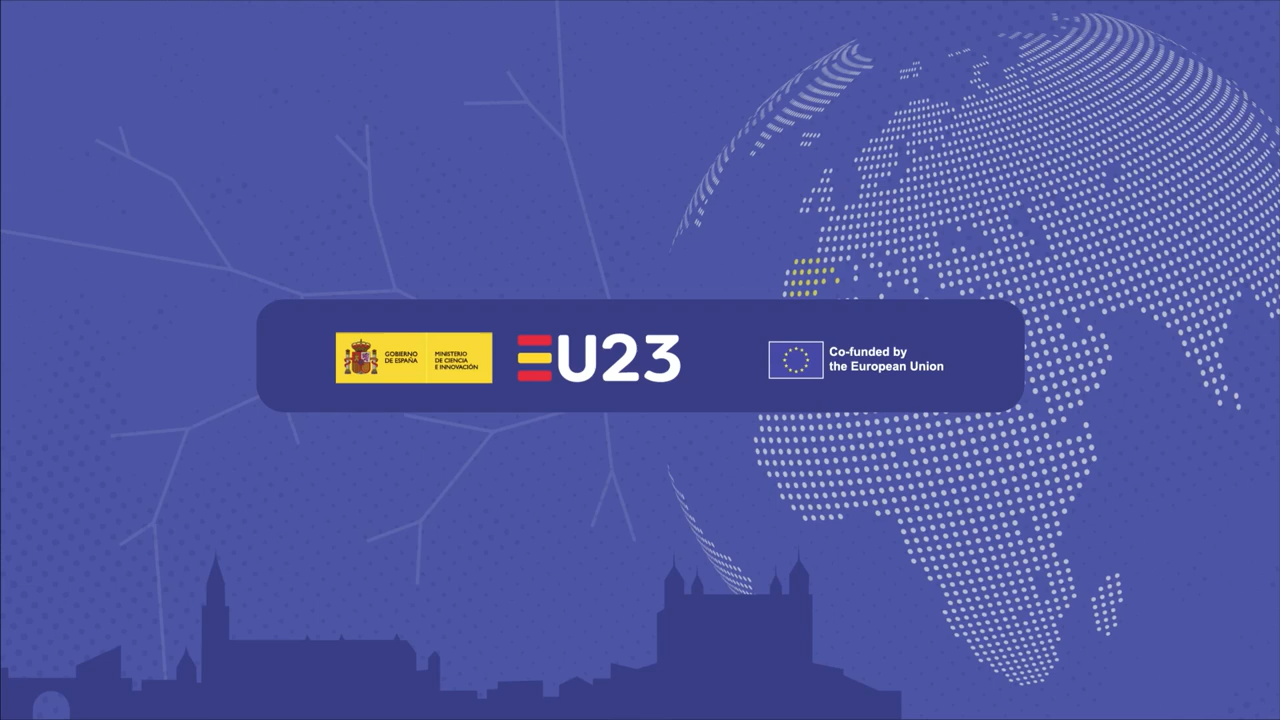 GOBIERNO
DE ESPAÑA
MINISTERIO
DE CIENCIA
E INNOVACIÓN
EU23
Co-funded by
the European Union